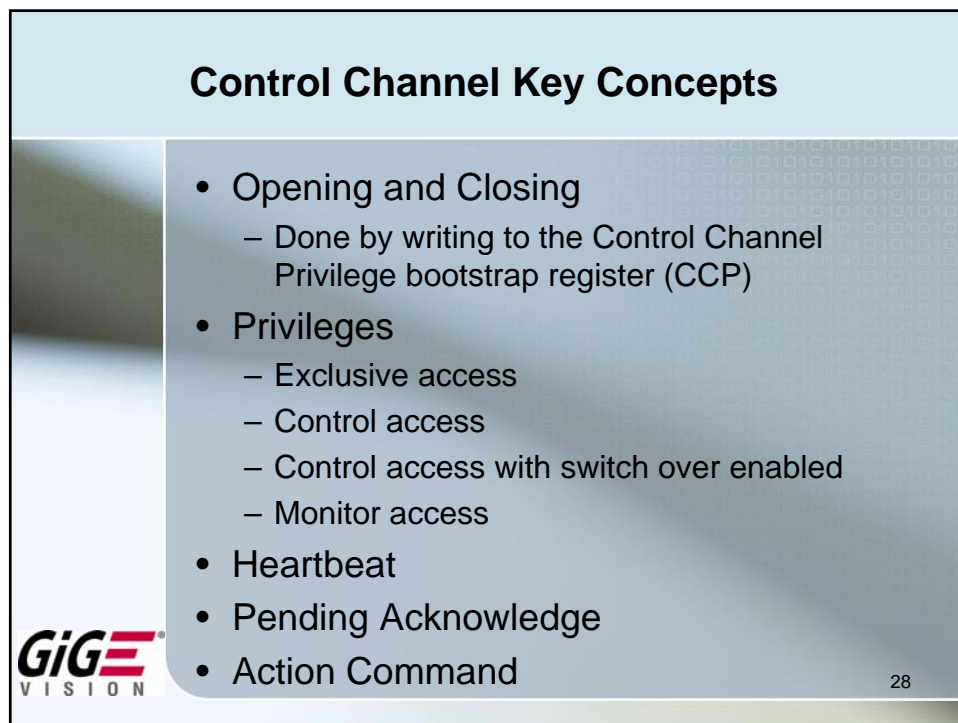 Control Channel Key Concepts
• Opening and Closing
– Done by writing to the Control Channel
Privilege bootstrap register (CCP)
• Privileges
– Exclusive access
– Control access
– Control access with switch over enabled
– Monitor access
• Heartbeat
• Pending Acknowledge
• Action Command
GiGE®
VISION
28